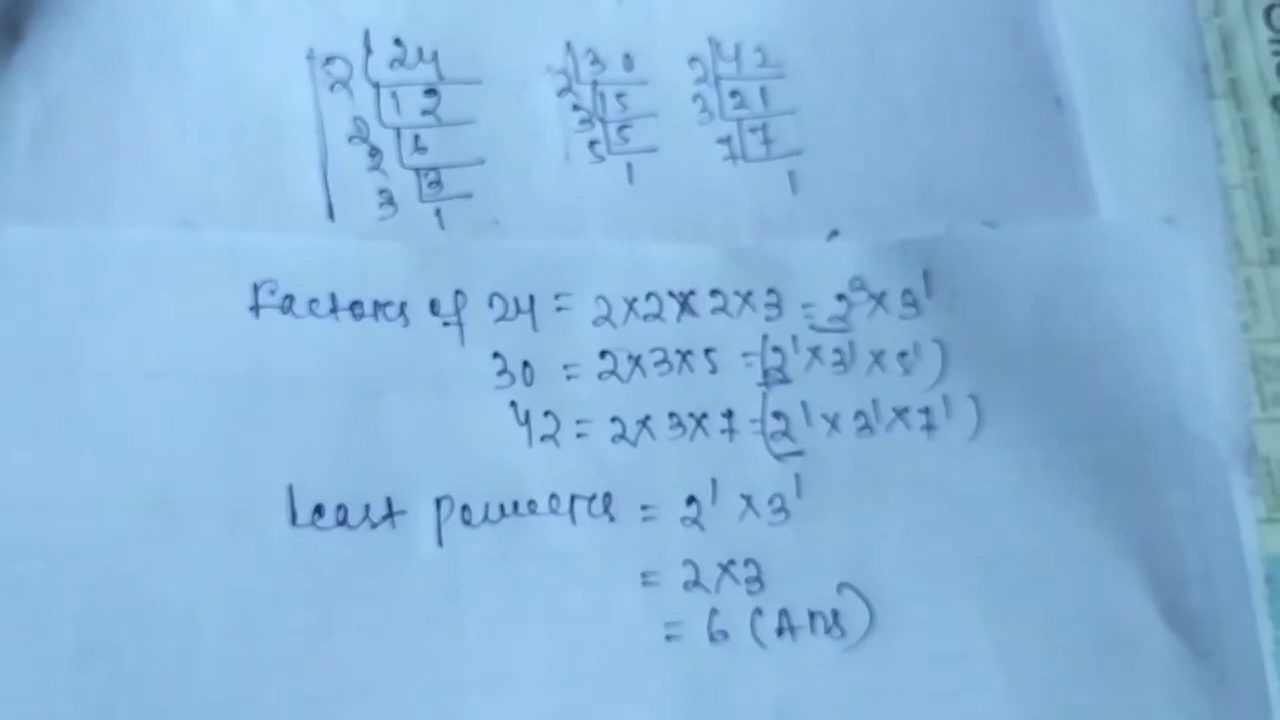 2 24 2 30 2 42
2 12 3 15 3 21
2 6 5 5 7 7
3 3 1 1
1
Factors of 24 = 2×2×2×3 = 2³×3¹
30 = 2×3×5 = (2¹×3¹×5¹)
42 = 2×3×7 = (2¹×3¹×7¹)
Least powers = 2¹×3¹
= 2×3
= 6 (Ans)